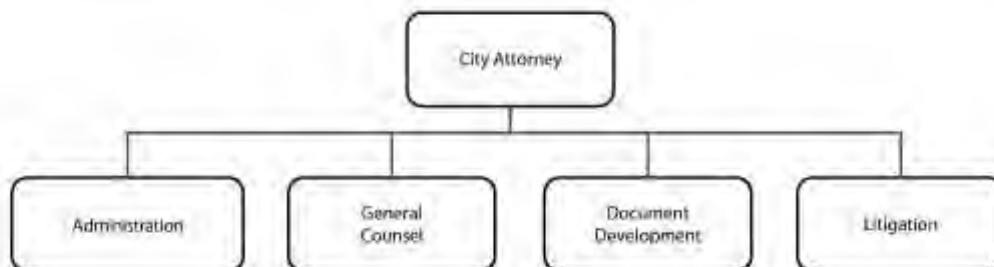 City Attorney
Administration
General
Counsel
Document
Development
Litigation